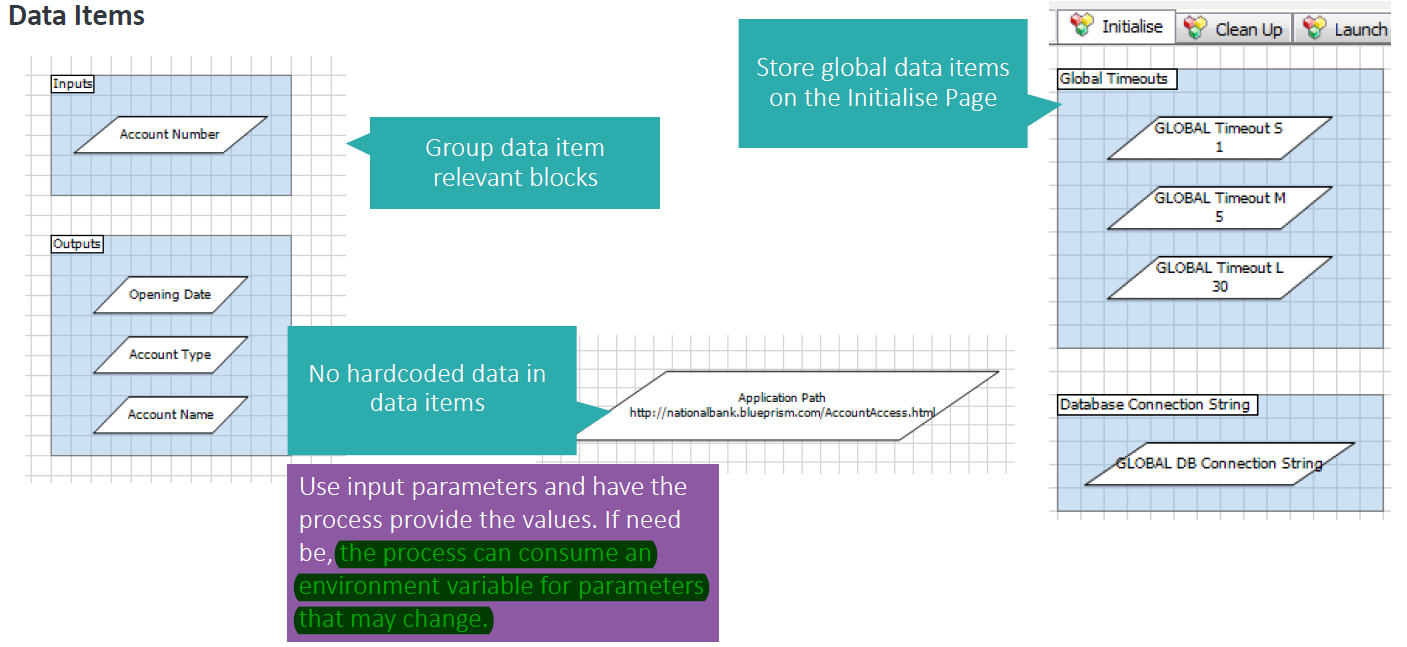 Data Items
Inputs
Account Number
Group data item
relevant blocks
Outputs
Opening Date
Account Type
Account Name
No hardcoded data in
data items
Application Path
http://nationalbank.blueprism.com/AccountAccess.html
Use input parameters and have the
process provide the values. If need
be, the process can consume an
environment variable for parameters
that may change.
Store global data items
on the Initialise Page
Initialise
Clean Up
Launch
Global Timeouts
GLOBAL Timeout S
1
GLOBAL Timeout M
5
GLOBAL Timeout L
30
Database Connection String
GLOBAL DB Connection String